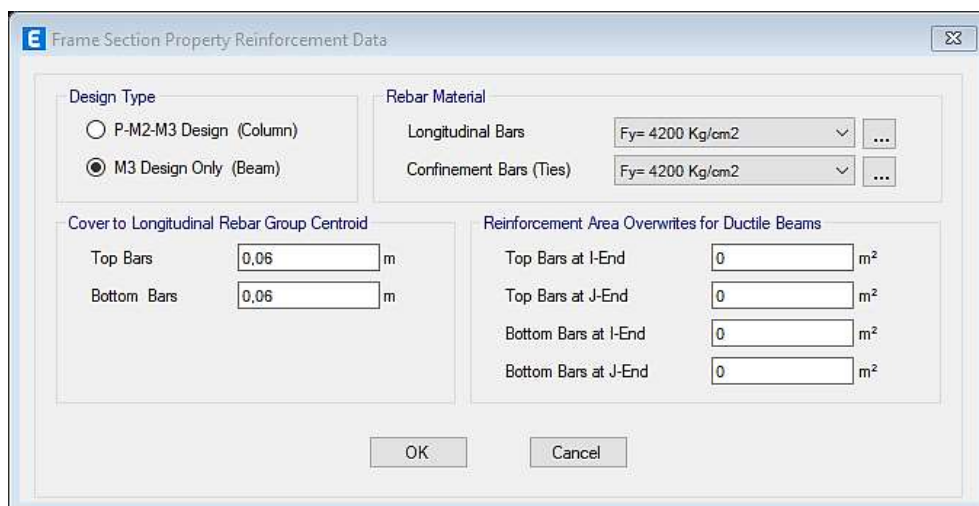 E Frame Section Property Reinforcement Data
Design Type
P-M2-M3 Design (Column)
M3 Design Only (Beam)
Rebar Material
Longitudinal Bars Fy= 4200 Kg/cm2 ...
Confinement Bars (Ties) Fy= 4200 Kg/cm2 ...
Cover to Longitudinal Rebar Group Centroid
Top Bars 0,06 m
Bottom Bars 0,06 m
Reinforcement Area Overwrites for Ductile Beams
Top Bars at I-End 0 m²
Top Bars at J-End 0 m²
Bottom Bars at I-End 0 m²
Bottom Bars at J-End 0 m²
OK Cancel